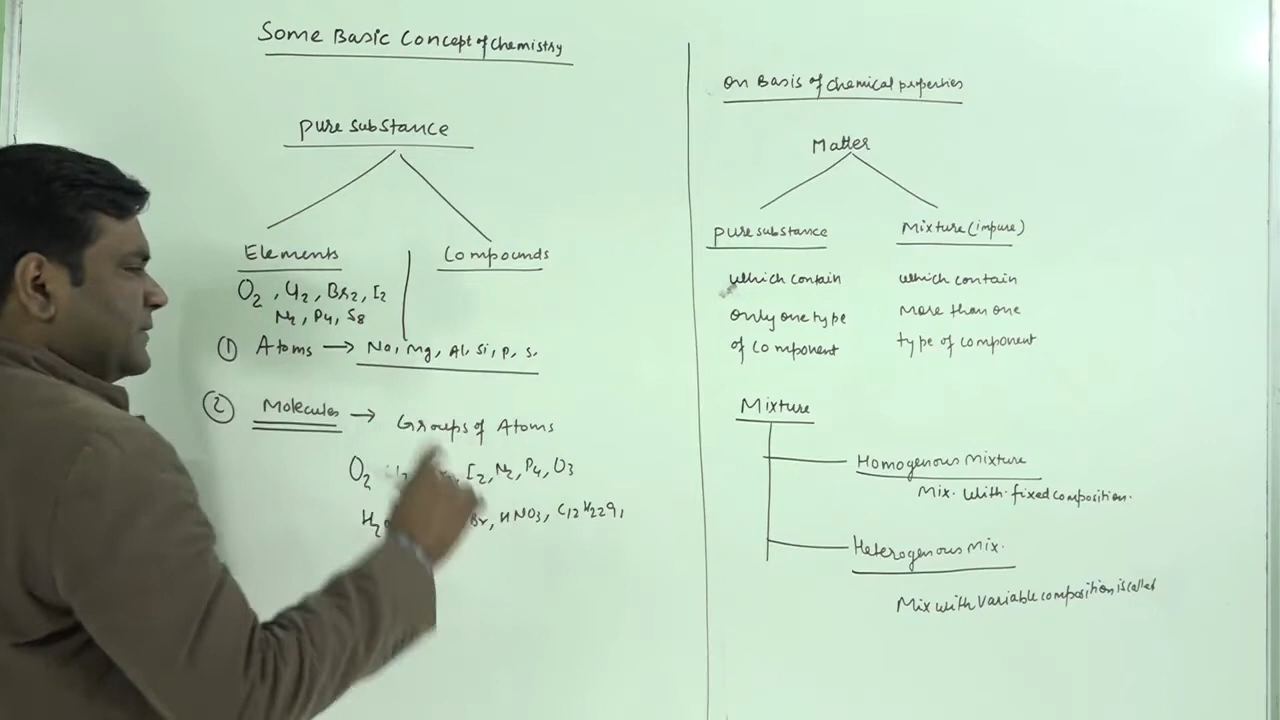 Some Basic Concept of Chemistry
pure substance
Elements
Compounds
O2, Cl2, Br2, I2
N2, P4, S8
① Atoms → Na, Mg, Al, Si, P, S.
② Molecules → Groups of Atoms
O2 I2, N2, P4, O3
HNO3,
On Basis of chemical properties
Matter
pure substance
which contain
only one type
of component
Mixture (impure)
which contain
more than one
type of component
Mixture
Homogenous Mixture
Mix. with fixed composition.
Heterogenous Mix.
Mix with variable composition is called